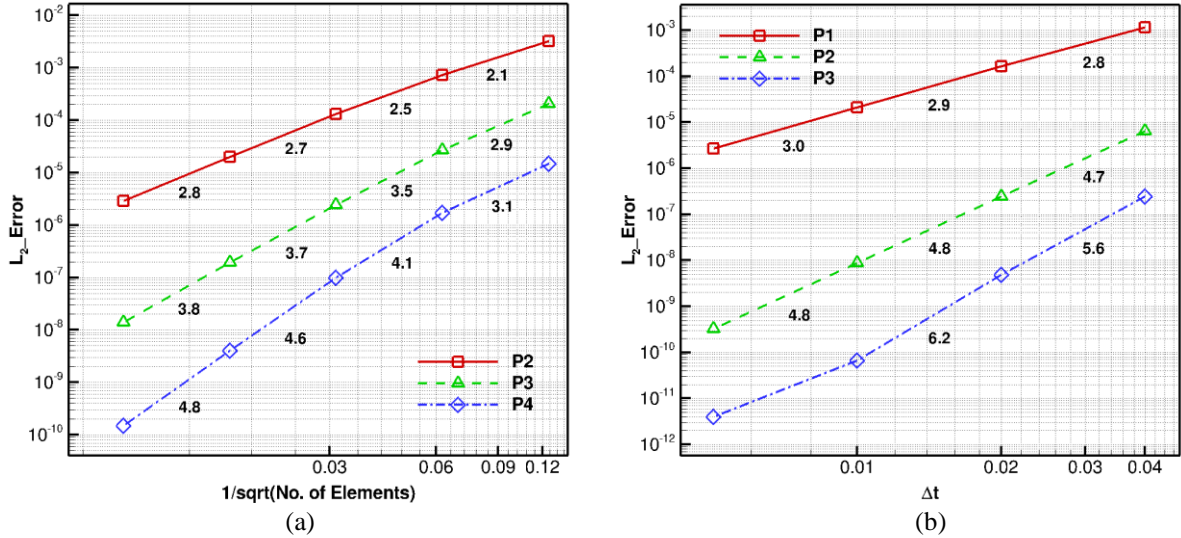 10⁻²
10⁻³
10⁻⁴
10⁻⁵
10⁻⁶
10⁻⁷
10⁻⁸
10⁻⁹
10⁻¹⁰
L₂_Error
2.1
2.5
2.7
2.8
2.9
3.5
3.7
3.8
3.1
4.1
4.6
4.8
P2
P3
P4
0.03 0.06 0.09 0.12
1/sqrt(No. of Elements)
(a)
10⁻³
10⁻⁴
10⁻⁵
10⁻⁶
10⁻⁷
10⁻⁸
10⁻⁹
10⁻¹⁰
10⁻¹¹
10⁻¹²
L₂_Error
P1
P2
P3
2.8
2.9
3.0
4.7
4.8
4.8
5.6
6.2
0.01 0.02 0.03 0.04
Δt
(b)